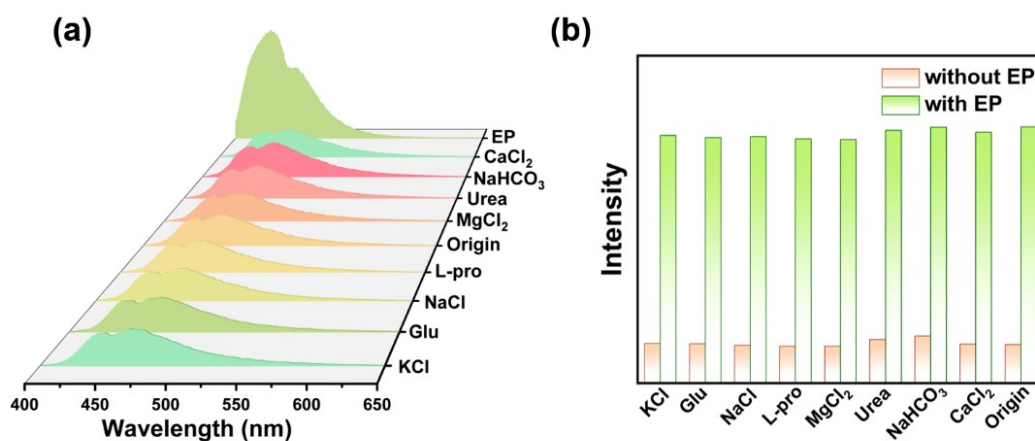 (a)
EP
CaCl₂
NaHCO₃
Urea
MgCl₂
Origin
L-pro
NaCl
Glu
KCl
400 450 500 550 600 650
Wavelength (nm)
(b)
without EP
with EP
Intensity
KCl Glu NaCl L-pro MgCl₂ Urea NaHCO₃ CaCl₂ Origin